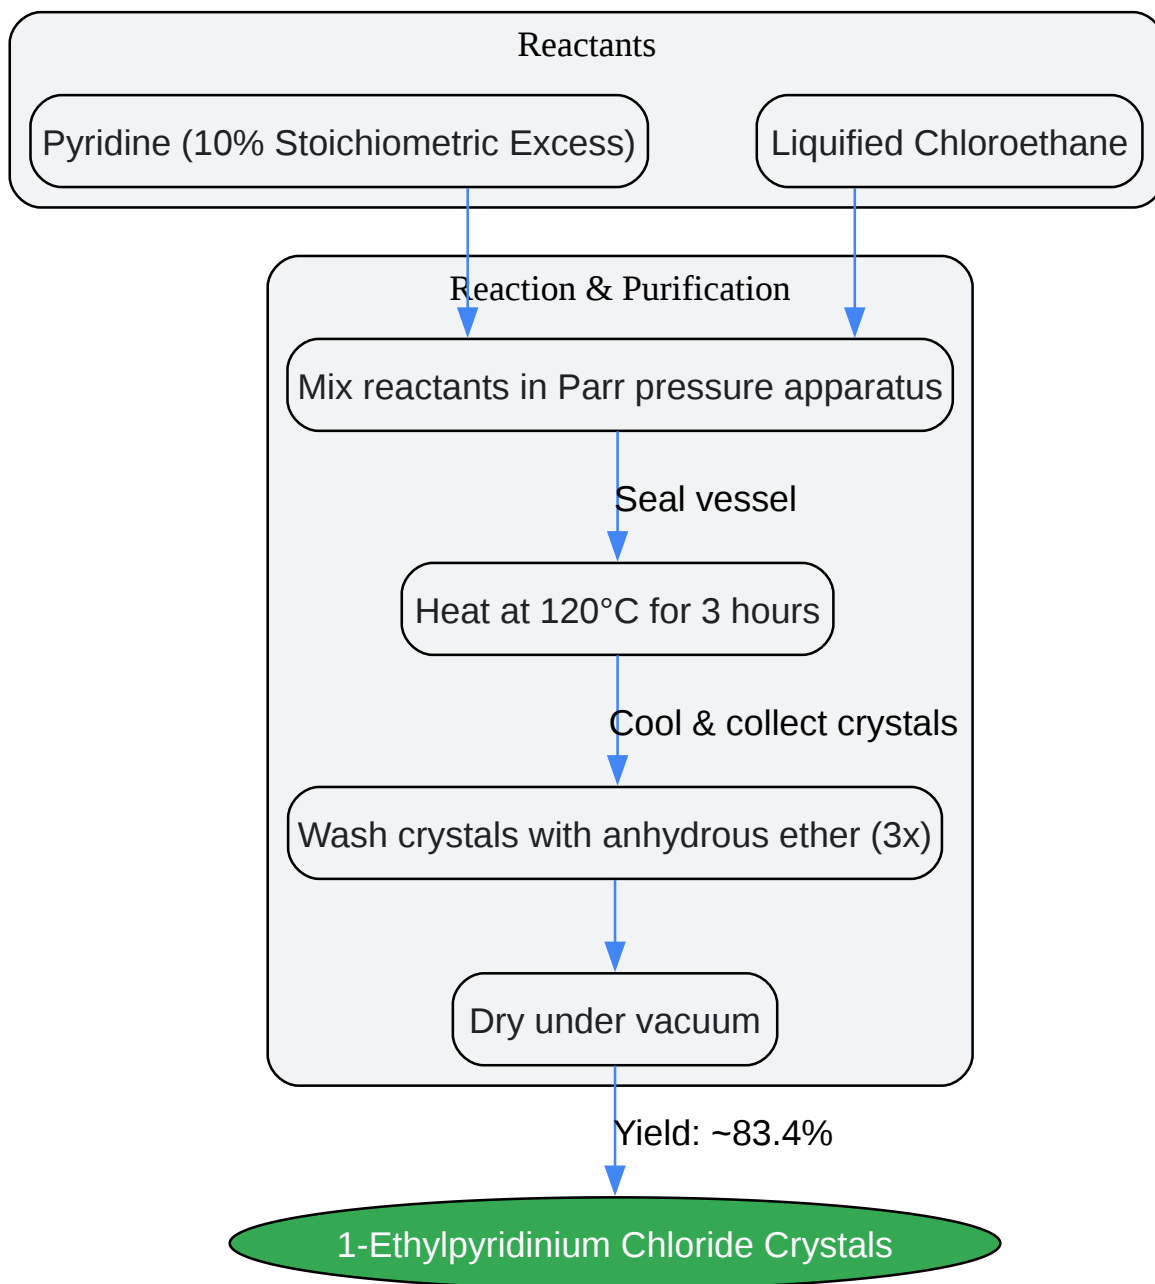 Reactants
Pyridine (10% Stoichiometric Excess)
Liquified Chloroethane
Reaction & Purification
Mix reactants in Parr pressure apparatus
Seal vessel
Heat at 120°C for 3 hours
Cool & collect crystals
Wash crystals with anhydrous ether (3x)
Dry under vacuum
Yield: ~83.4%
1-Ethylpyridinium Chloride Crystals